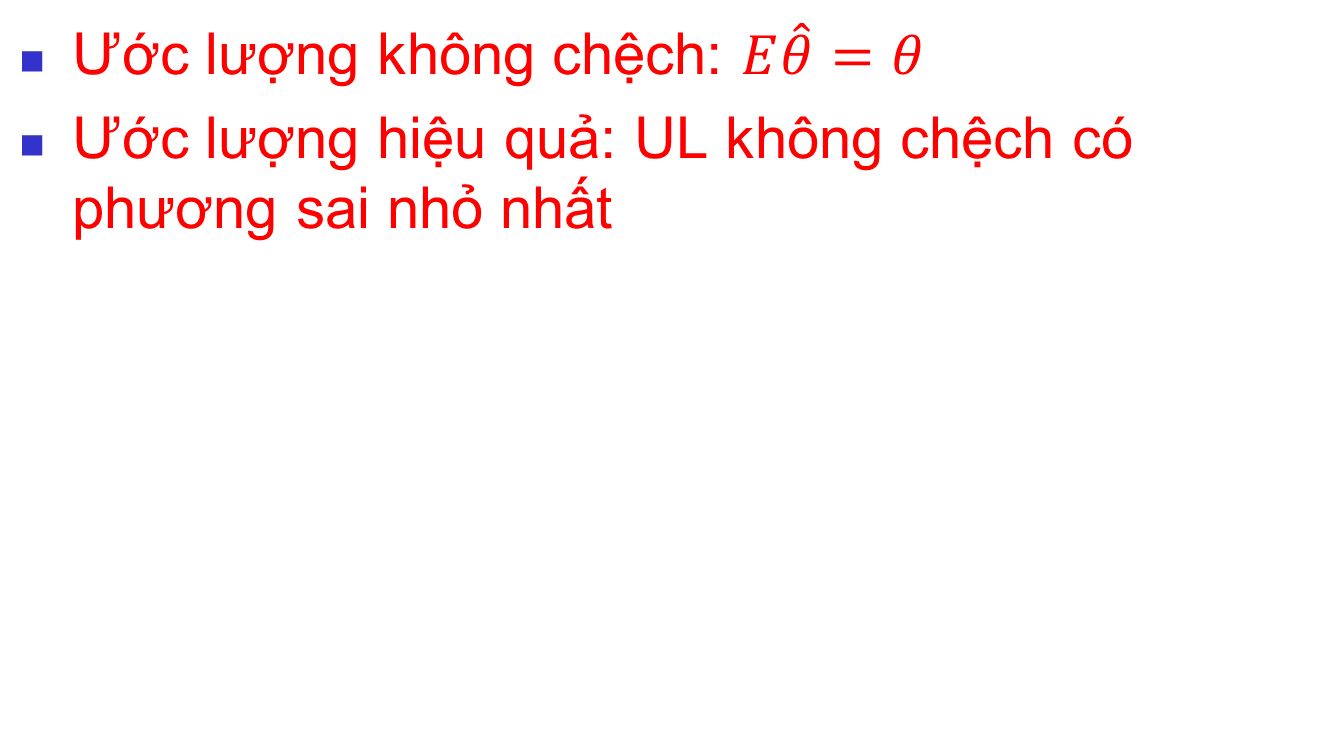 ▪ Ước lượng không chệch: 𝐸𝜃̂ = 𝜃
▪ Ước lượng hiệu quả: UL không chệch có
phương sai nhỏ nhất